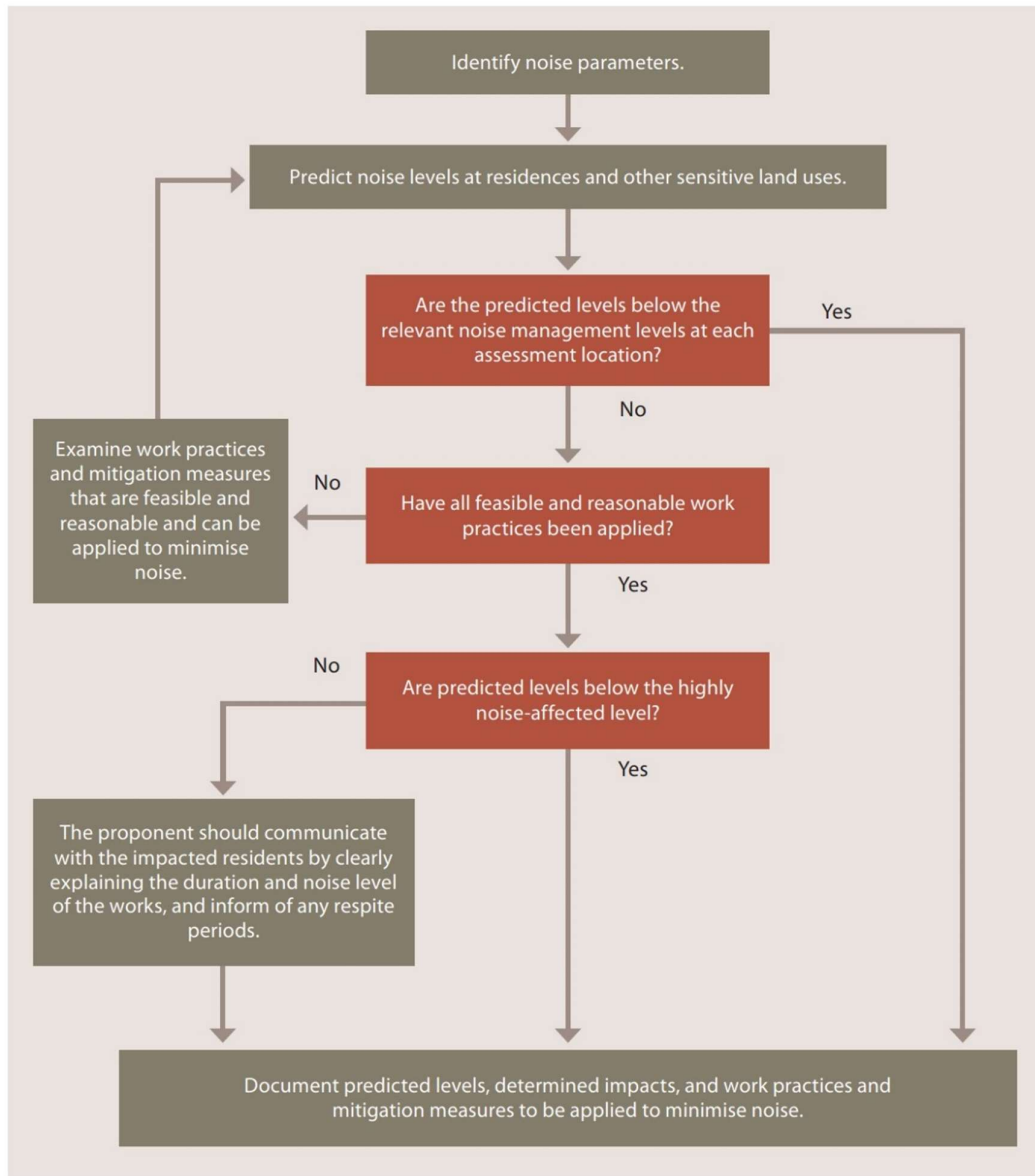 Identify noise parameters.
Predict noise levels at residences and other sensitive land uses.
Are the predicted levels below the
relevant noise management levels at each
assessment location?
Yes
No
Examine work practices
and mitigation measures
that are feasible and
reasonable and can be
applied to minimise
noise.
No
Have all feasible and reasonable work
practices been applied?
Yes
No
Are predicted levels below the highly
noise-affected level?
Yes
The proponent should communicate
with the impacted residents by clearly
explaining the duration and noise level
of the works, and inform of any respite
periods.
Document predicted levels, determined impacts, and work practices and
mitigation measures to be applied to minimise noise.